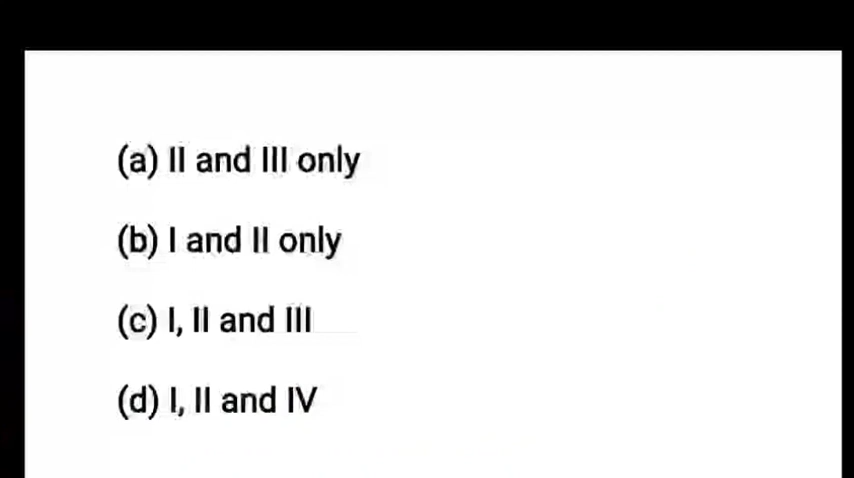 (a) II and III only
(b) I and II only
(c) I, II and III
(d) I, II and IV